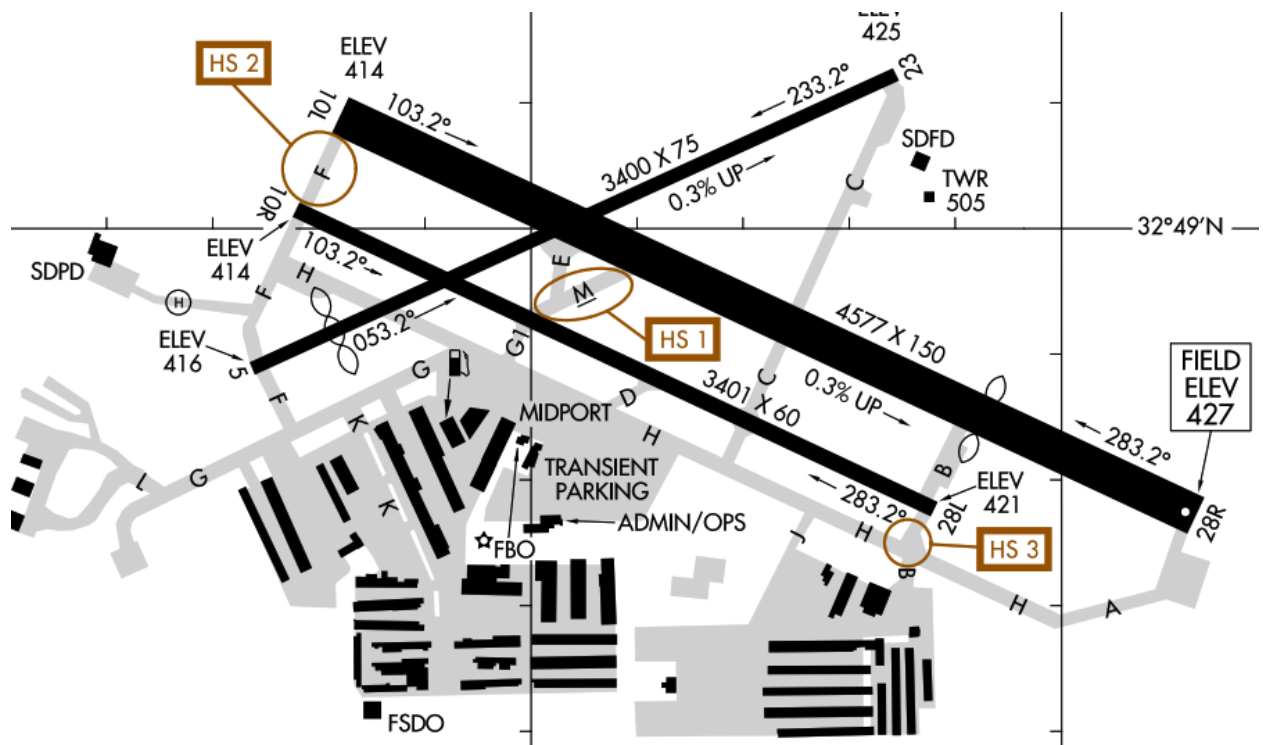 ELEV
425
HS 2
ELEV
414
10L
103.2°
233.2°
23
3400 X 75
0.3% UP
SDFD
TWR
505
F
C
10R
32°49'N
ELEV
414
103.2°
H
E
SDPD
F
H
M
HS 1
053.2°
ELEV
416
5
G1
4577 X 150
0.3% UP
FIELD
ELEV
427
G
C
3401 X 60
F
K
MIDPORT
D
H
283.2°
L
G
TRANSIENT
PARKING
B
ELEV
421
283.2°
28L
28R
K
ADMIN/OPS
FBO
J
H
HS 3
B
H
A
FSDO